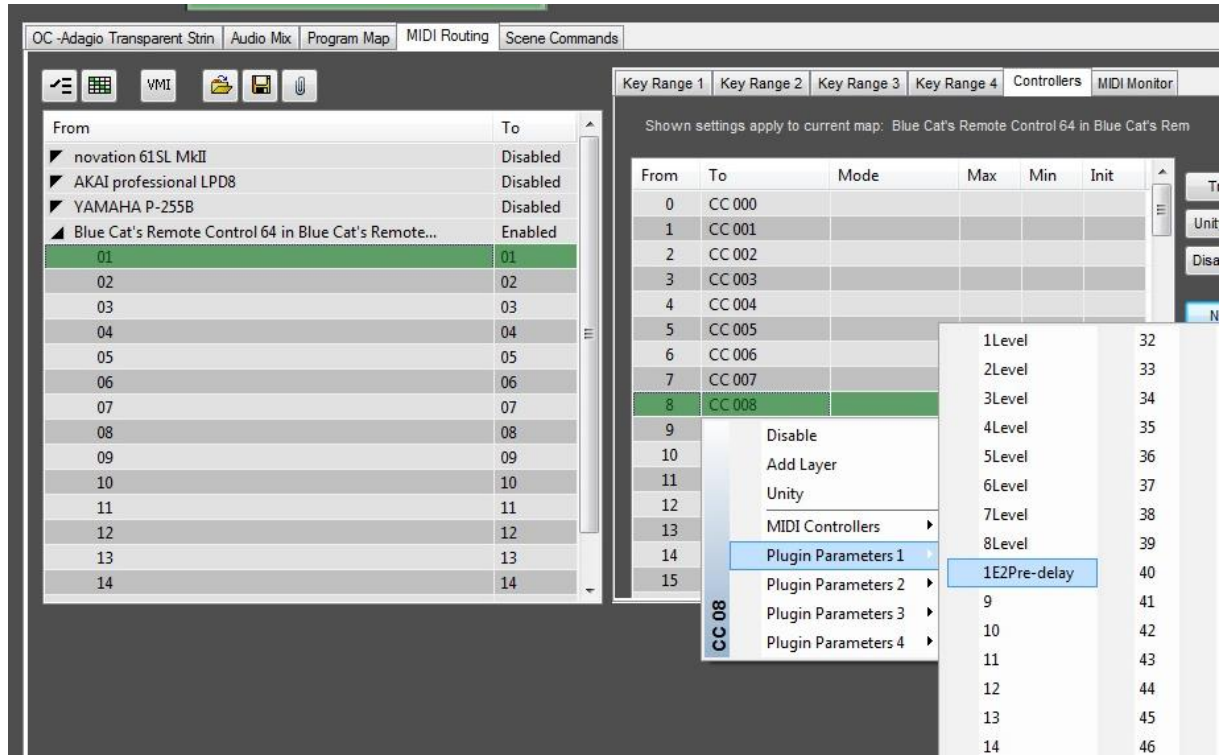 OC -Adagio Transparent Strin Audio Mix Program Map MIDI Routing Scene Commands
VMI
From To
novation 61SL MkII Disabled
AKAI professional LPD8 Disabled
YAMAHA P-255B Disabled
Blue Cat's Remote Control 64 in Blue Cat's Remote... Enabled
01 01
02 02
03 03
04 04
05 05
06 06
07 07
08 08
09 09
10 10
11 11
12 12
13 13
14 14
Key Range 1 Key Range 2 Key Range 3 Key Range 4 Controllers MIDI Monitor
Shown settings apply to current map: Blue Cat's Remote Control 64 in Blue Cat's Rem
From To Mode Max Min Init
0 CC 000
1 CC 001
2 CC 002
3 CC 003
4 CC 004
5 CC 005
6 CC 006
7 CC 007
8 CC 008
9
10
11
12
13
14
15
Unit
Disa
N
CC 08
Disable
Add Layer
Unity
MIDI Controllers
Plugin Parameters 1
Plugin Parameters 2
Plugin Parameters 3
Plugin Parameters 4
1Level 32
2Level 33
3Level 34
4Level 35
5Level 36
6Level 37
7Level 38
8Level 39
1E2Pre-delay 40
9 41
10 42
11 43
12 44
13 45
14 46